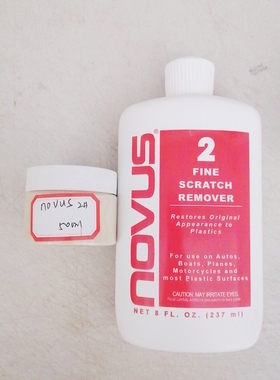 novus 2#
50ml
NOVUS®
2
FINE
SCRATCH
REMOVER
Restores Original
Appearance to
Plastics
For use on Autos,
Boats, Planes,
Motorcycles and
most Plastic Surfaces
CAUTION: MAY IRRITATE EYES.
NET 8 FL. OZ. (237 ml)